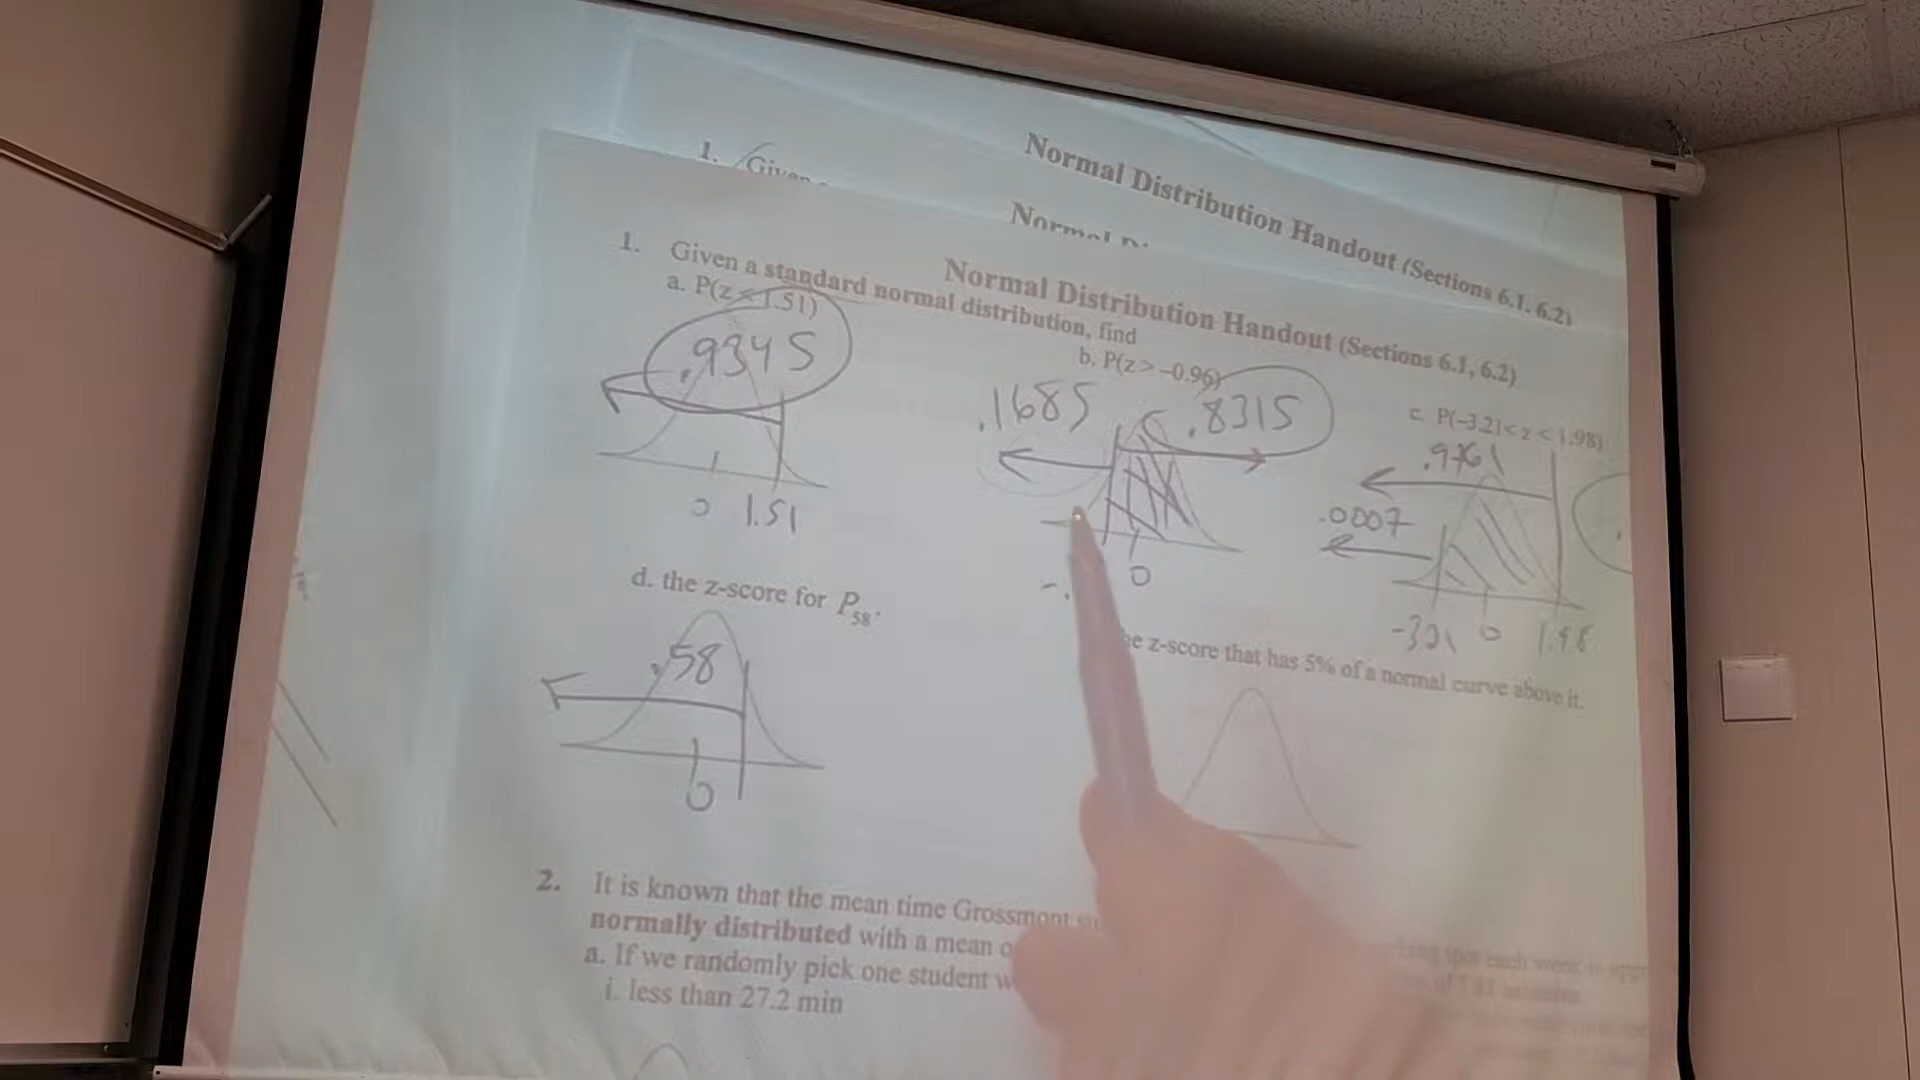 Normal Distribution Handout (Sections 6.1, 6.2)
1. Given
Normal
Normal Distribution Handout (Sections 6.1, 6.2)
1. Given a standard normal distribution, find
a. P(z < 1.51)
.9345
0 1.51
b. P(z > -0.96)
.1685 .8315
-. 0
c. P(-3.21 < z < 1.98)
.9761
.0007
-3.21 0 1.98
d. the z-score for P58.
.58
0
z-score that has 5% of a normal curve above it.
2. It is known that the mean time Grossmont
normally distributed with a mean
a. If we randomly pick one student
i. less than 27.2 min